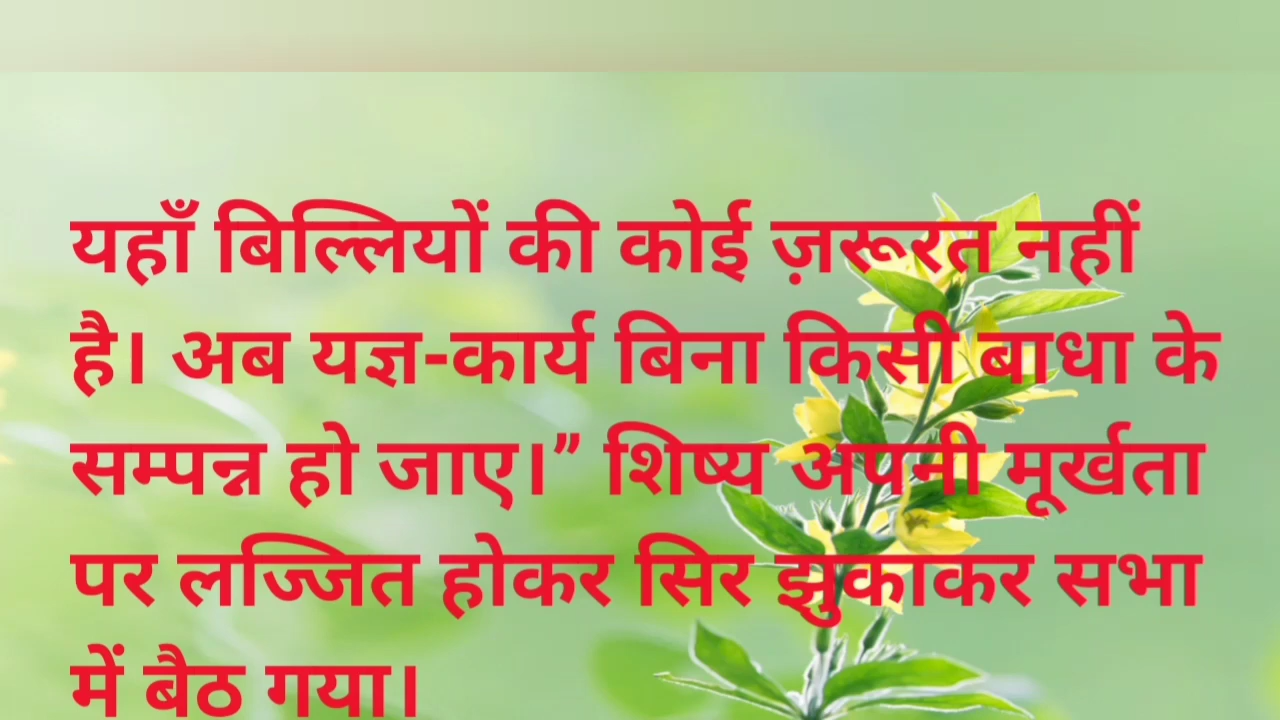 यहाँ बिल्लियों की कोई ज़रूरत नहीं
है। अब यज्ञ-कार्य बिना किसी बाधा के
सम्पन्न हो जाए।” शिष्य अपनी मूर्खता
पर लज्जित होकर सिर झुकाकर सभा
में बैठ गया।